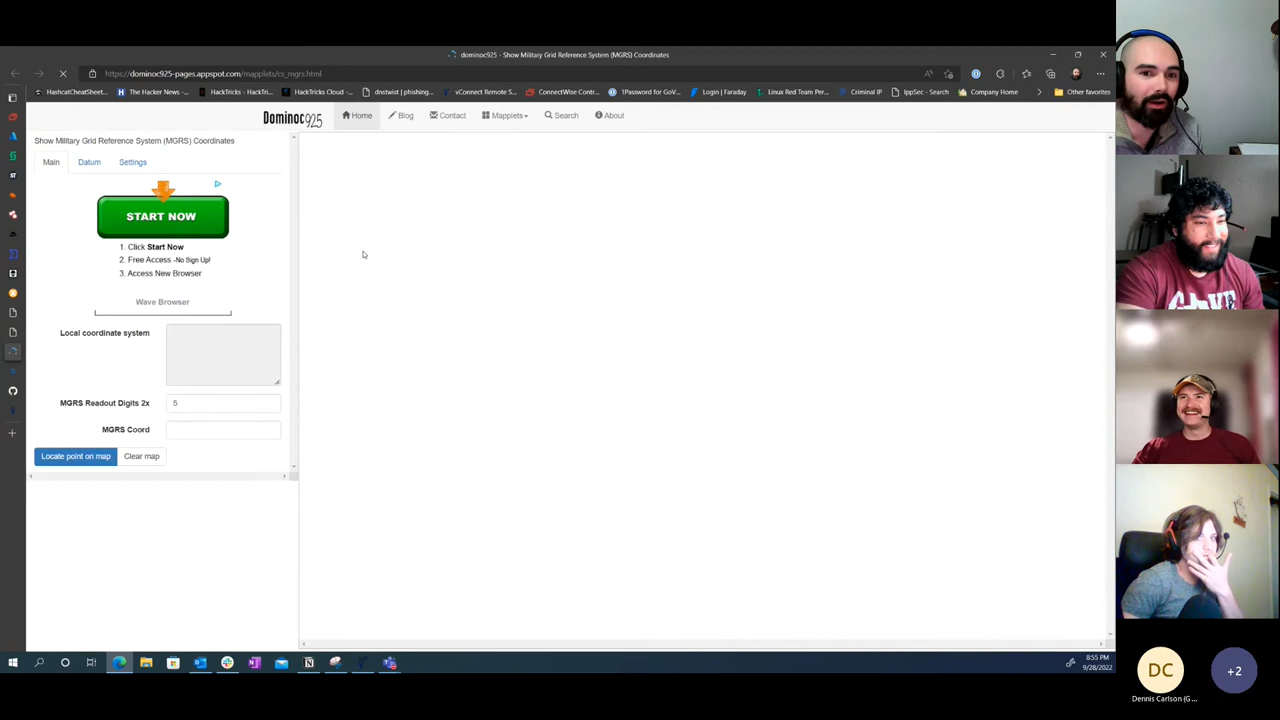 dominoc925 - Show Military Grid Reference System (MGRS) Coordinates
https://dominoc925-pages.appspot.com/mapplets/cs_mgrs.html
HashcatCheatSheet...
The Hacker News...
HackTricks - HackTri...
HackTricks Cloud - ...
dnstwist | phishing...
vConnect Remote S...
ConnectWise Contr...
1Password for GoV...
Login | Faraday
Linux Red Team Per...
Criminal IP
IppSec - Search
Company Home
Other favorites
Dominoc925
Home
Blog
Contact
Mapplets
Search
About
Show Military Grid Reference System (MGRS) Coordinates
Main Datum Settings
START NOW
1. Click Start Now
2. Free Access -No Sign Up!
3. Access New Browser
Wave Browser
Local coordinate system
MGRS Readout Digits 2x 5
MGRS Coord
Locate point on map Clear map
8:55 PM
9/28/2022
DC
Dennis Carlson (G...
+2